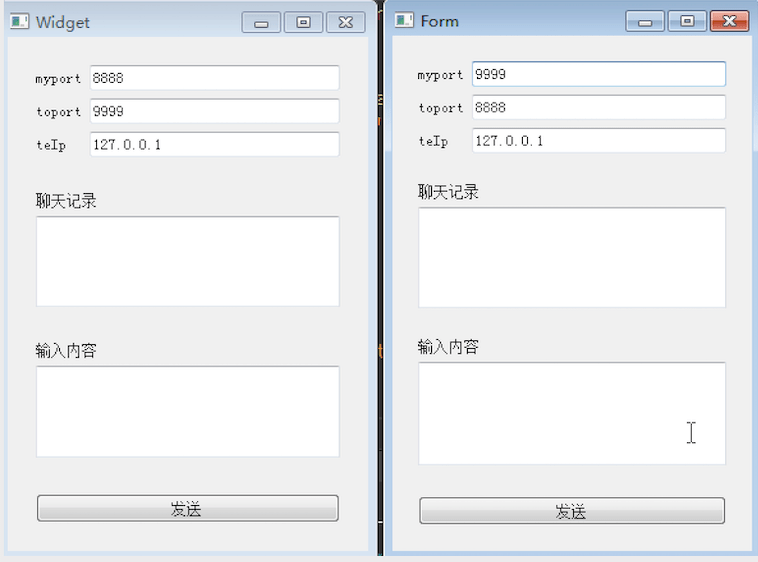 Widget
myport 8888
toport 9999
teIp 127.0.0.1
聊天记录
输入内容
发送
Form
myport 9999
toport 8888
teIp 127.0.0.1
聊天记录
输入内容
发送